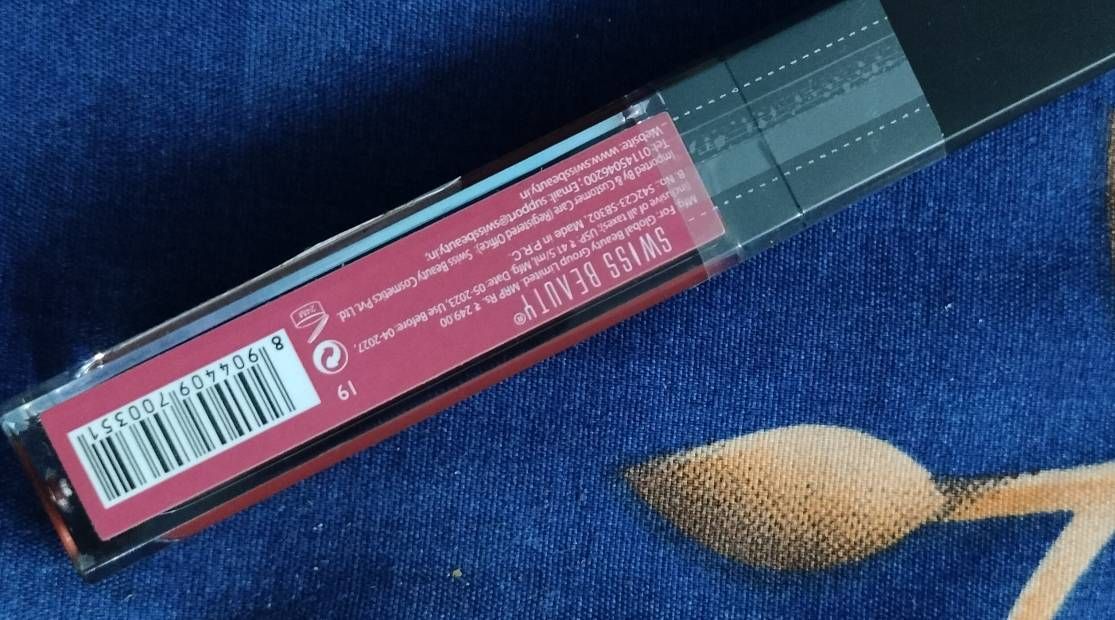 SWISS BEAUTY®
For: Global Beauty Group Limited, MRP Rs. ₹ 249.00
(inclusive of all taxes); USP ₹ 41.5/ml, Mfg. Date: 05-2023, Use Before: 04-2027,
B. No.: S42C23-SB302, Made in P.R.C.
Imported By & Customer Care (Registered Office): Swiss Beauty Cosmetics Pvt. Ltd.
Tel: 01145046200 ; Email: support@swissbeauty.in;
Website: www.swissbeauty.in
24M
19
8 904409 700351